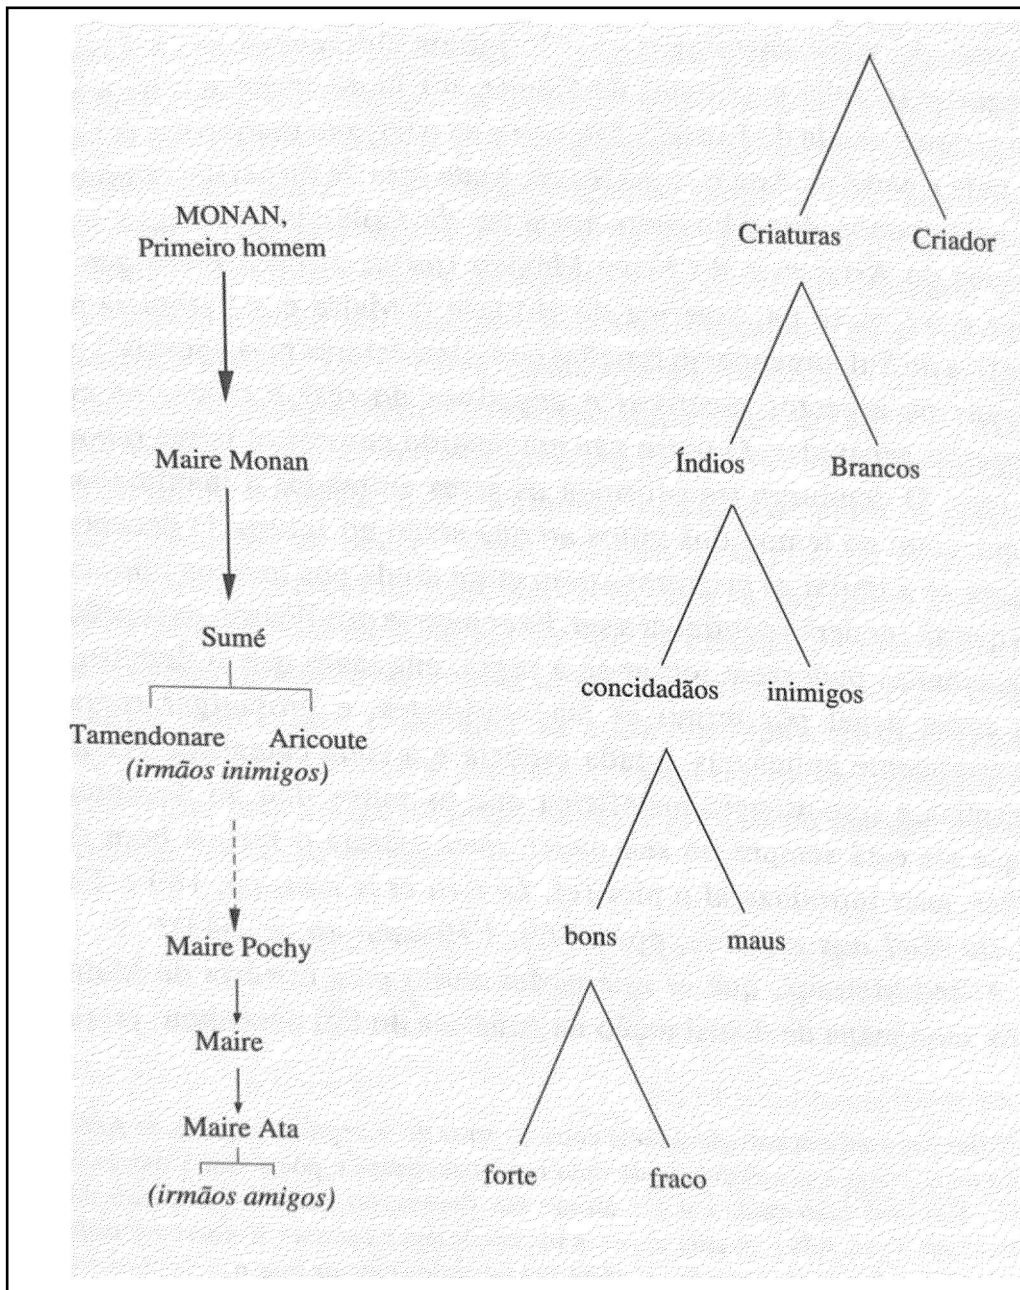 MONAN,
Primeiro homem
Maire Monan
Sumé
Tamendonare Aricoute
(irmãos inimigos)
Maire Pochy
Maire
Maire Ata
(irmãos amigos)
Criaturas Criador
Índios Brancos
concidadãos inimigos
bons maus
forte fraco